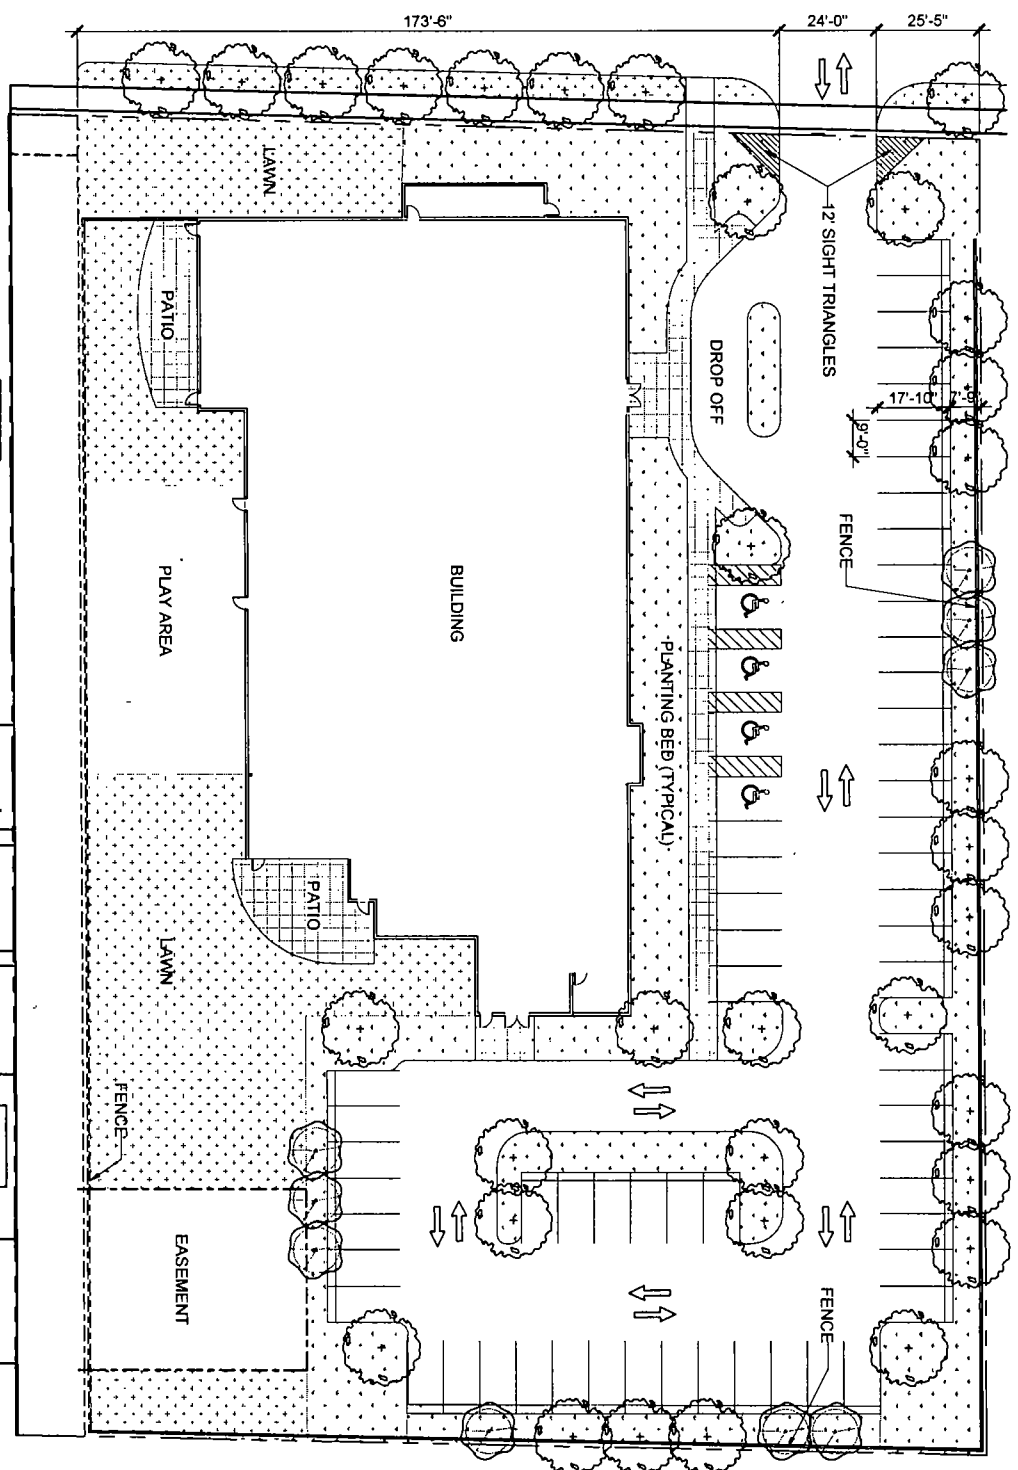 173'-6"
24'-0"
25'-5"
LAWN
12' SIGHT TRIANGLES
PATIO
DROP OFF
17'-10"
7'-9"
9'-0"
FENCE
PLAY AREA
BUILDING
PLANTING BED (TYPICAL)
PATIO
LAWN
FENCE
EASEMENT
FENCE